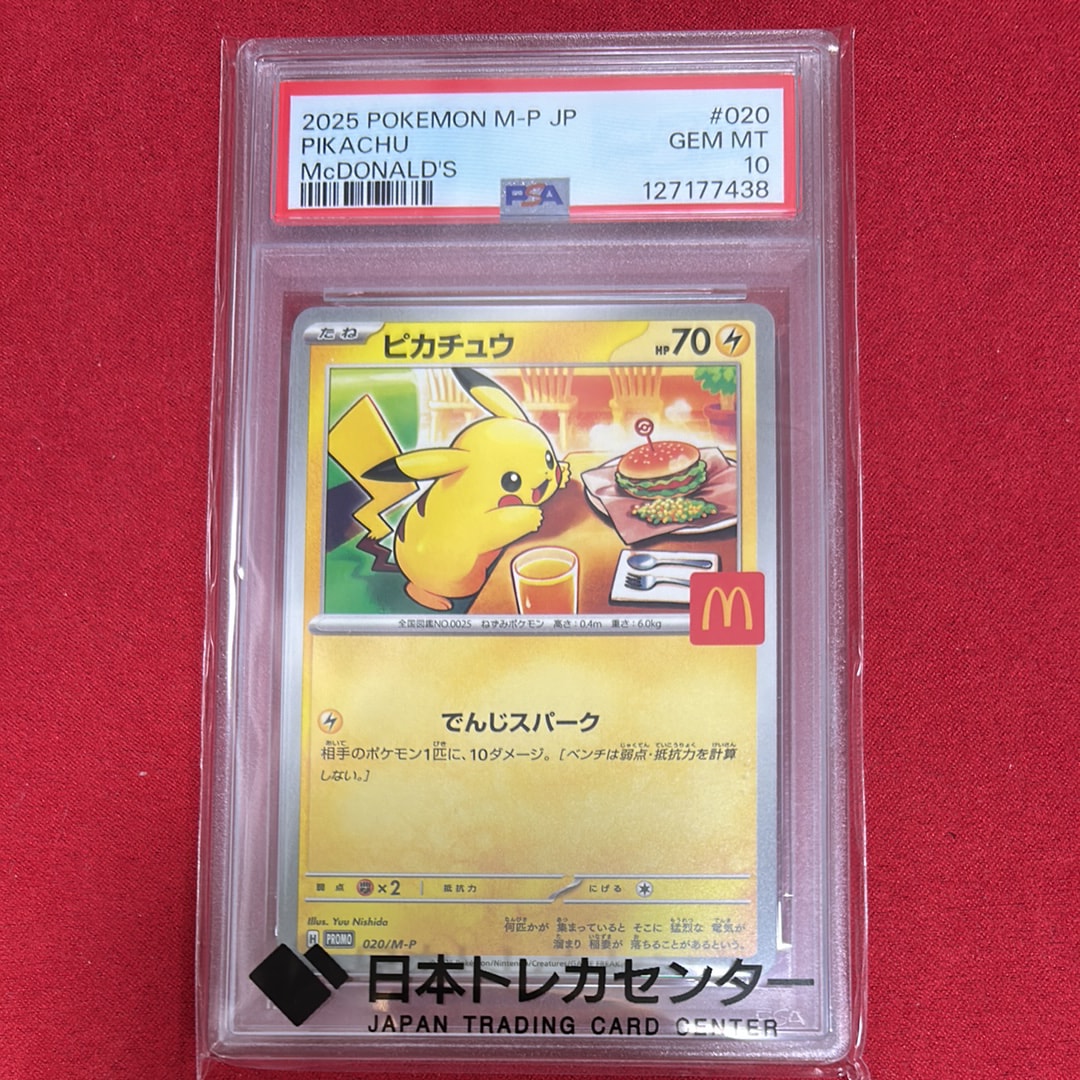 2025 POKEMON M-P JP #020
PIKACHU GEM MT
McDONALD'S 10
PSA 127177438
たね ピカチュウ HP70
全国図鑑NO.0025 ねずみポケモン 高さ:0.4m 重さ:6.0kg
でんじスパーク
相手のポケモン1匹に、10ダメージ。[ベンチは弱点・抵抗力を計算
しない。]
弱点 ×2 抵抗力 にげる
Illus. Yuu Nishida
何匹かが 集まっていると そこに 猛烈な 電気が
溜まり 稲妻が 落ちることがあるという。
H PROMO 020/M-P
Pokémon/Nintendo/Creatures/GAME FREAK
日本トレカセンター
JAPAN TRADING CARD CENTER
PSA